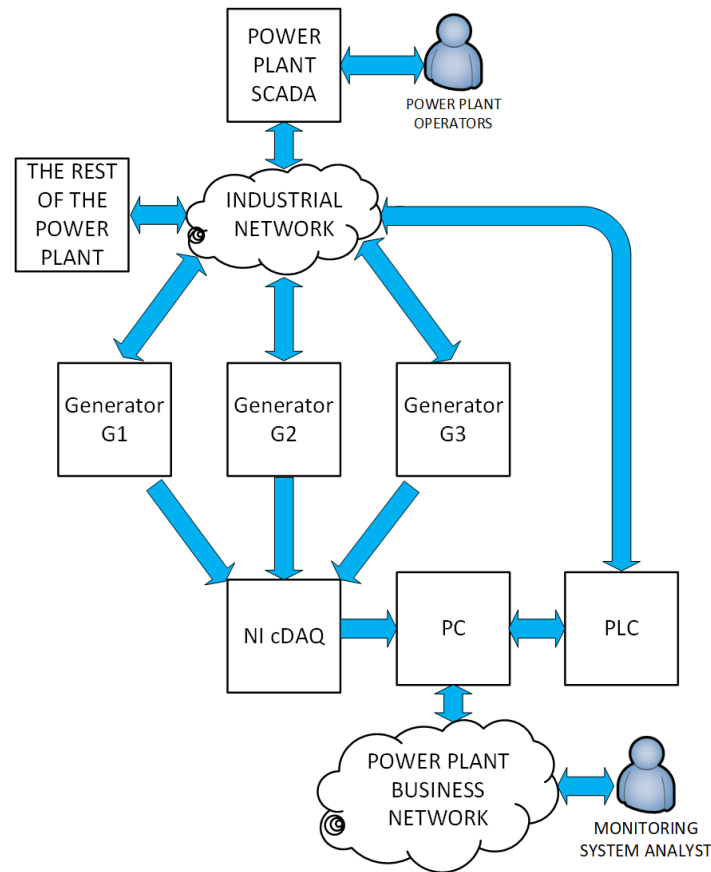 POWER
PLANT
SCADA
POWER PLANT
OPERATORS
THE REST
OF THE
POWER
PLANT
INDUSTRIAL
NETWORK
Generator
G1
Generator
G2
Generator
G3
NI cDAQ
PC
PLC
POWER PLANT
BUSINESS
NETWORK
MONITORING
SYSTEM ANALYST